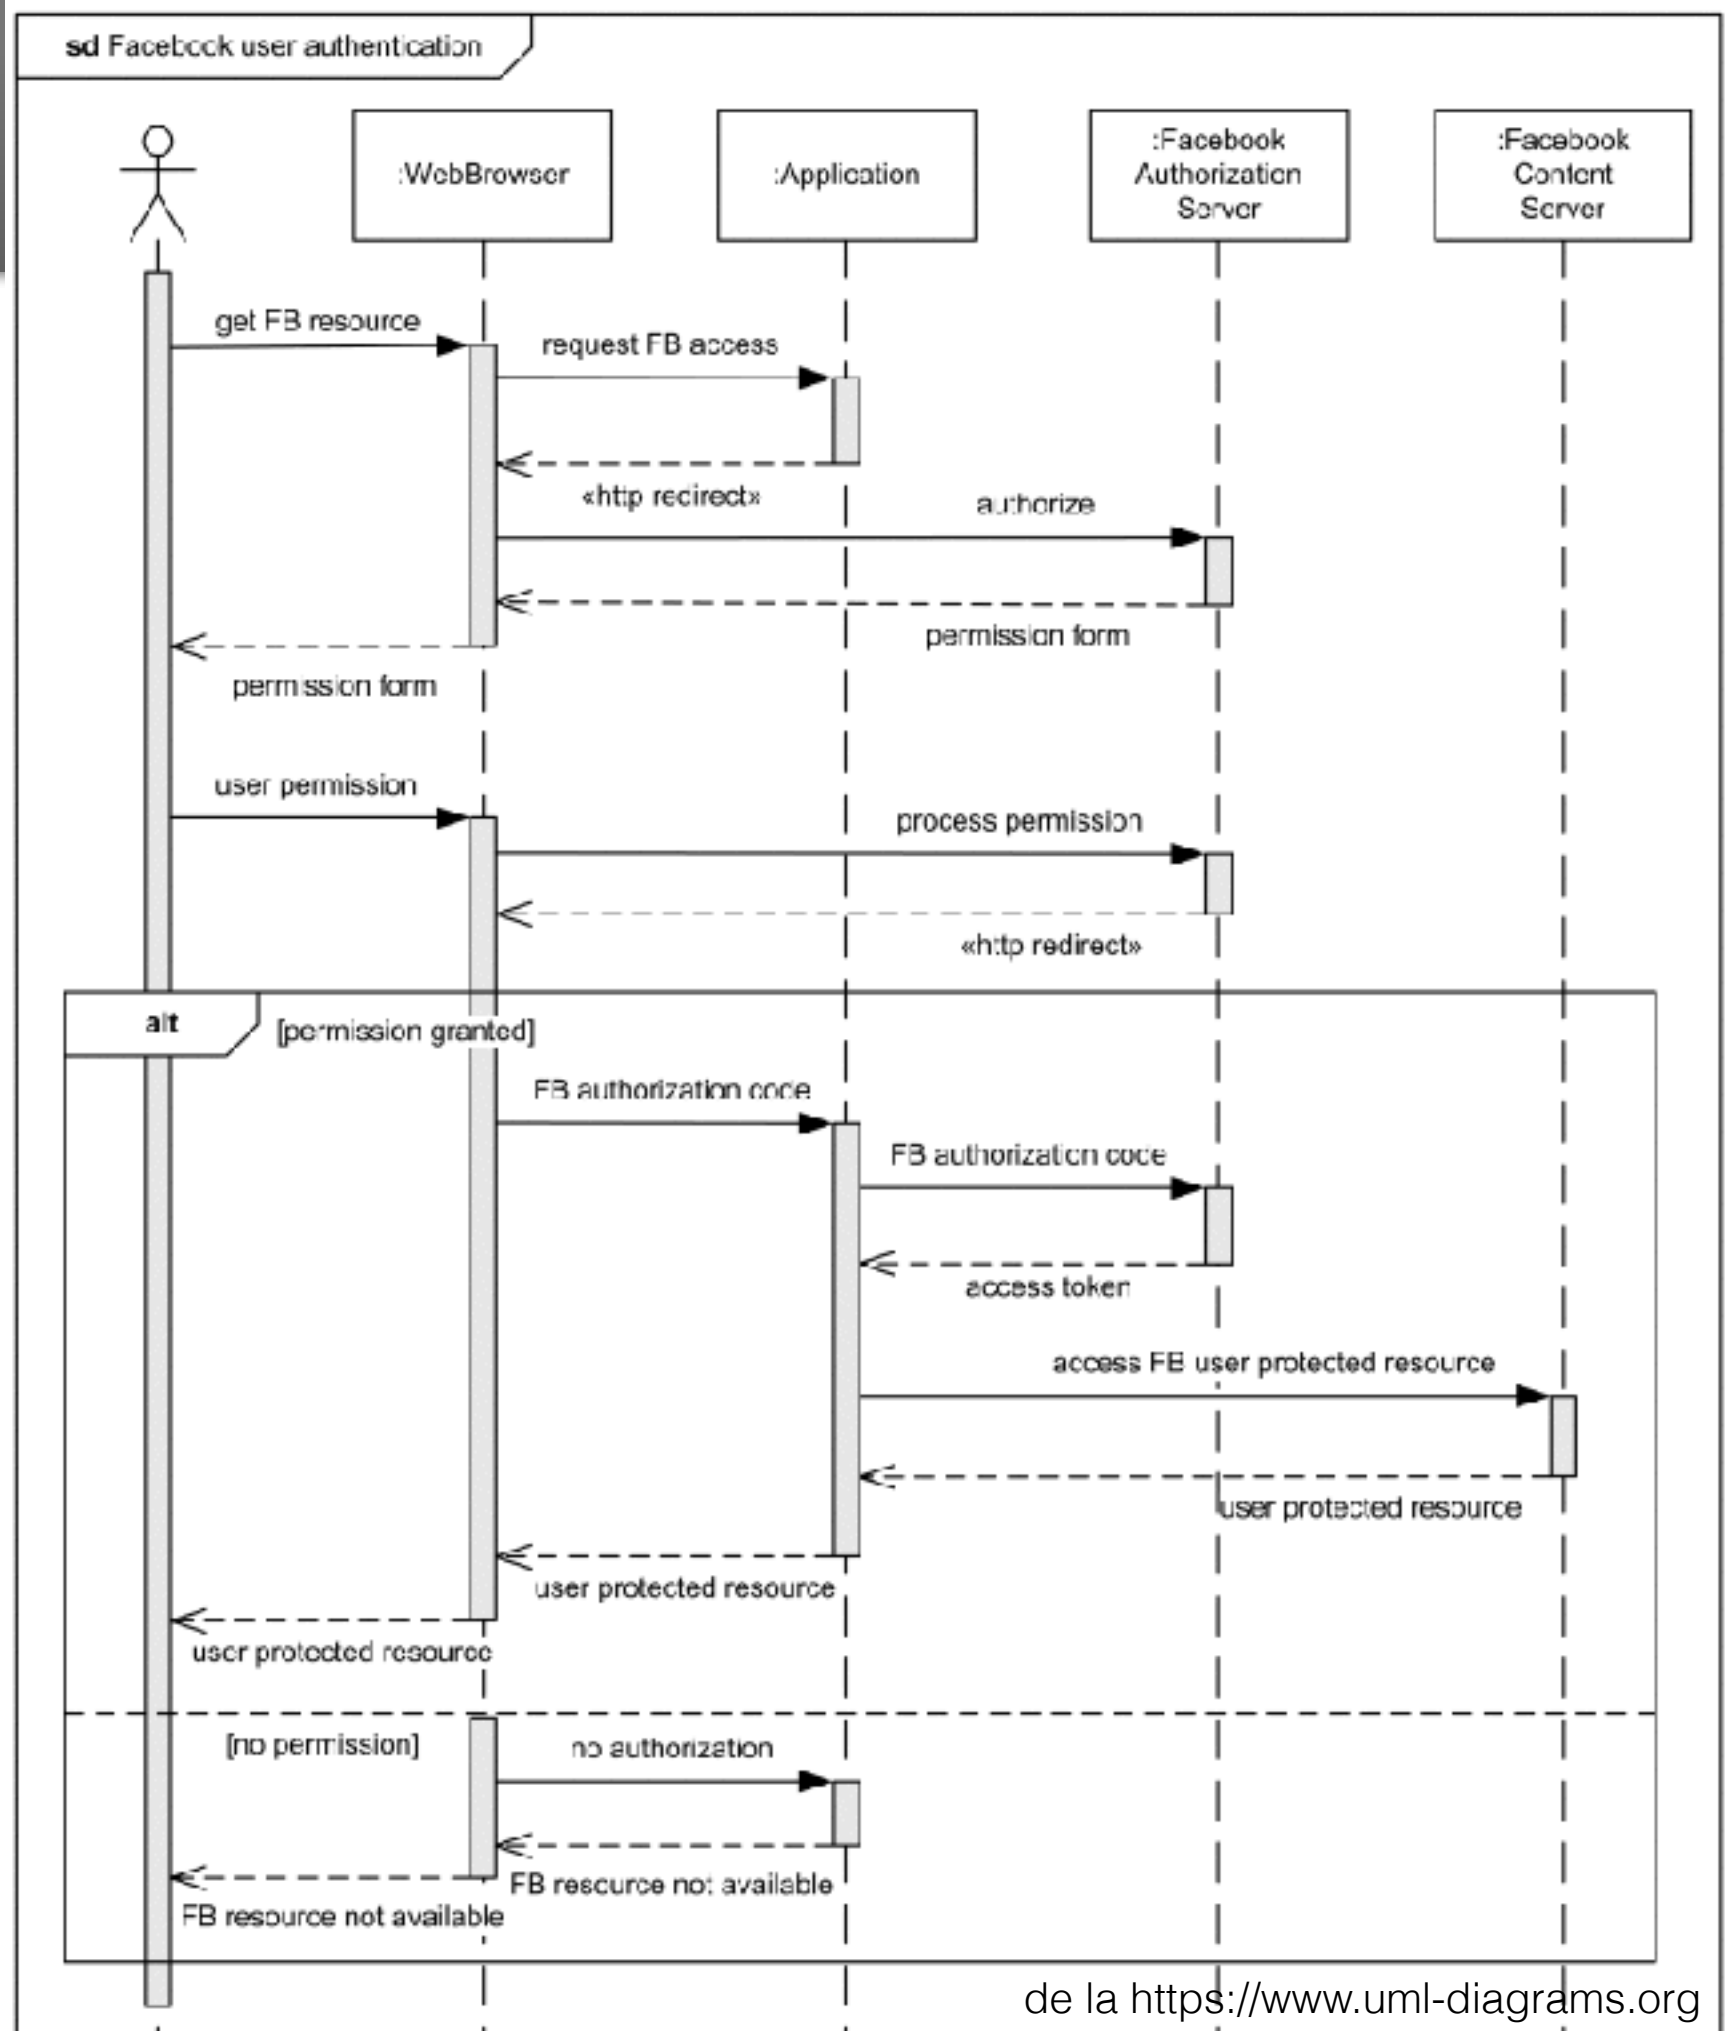 sd Facebook user authentication
:WebBrowser
:Application
:Facebook
Authorization
Server
:Facebook
Content
Server
get FB resource
request FB access
«http redirect»
authorize
permission form
permission form
user permission
process permission
«http redirect»
alt
[permission granted]
FB authorization code
FB authorization code
access token
access FB user protected resource
user protected resource
user protected resource
user protected resource
[no permission]
no authorization
FB resource not available
FB resource not available
de la https://www.uml-diagrams.org